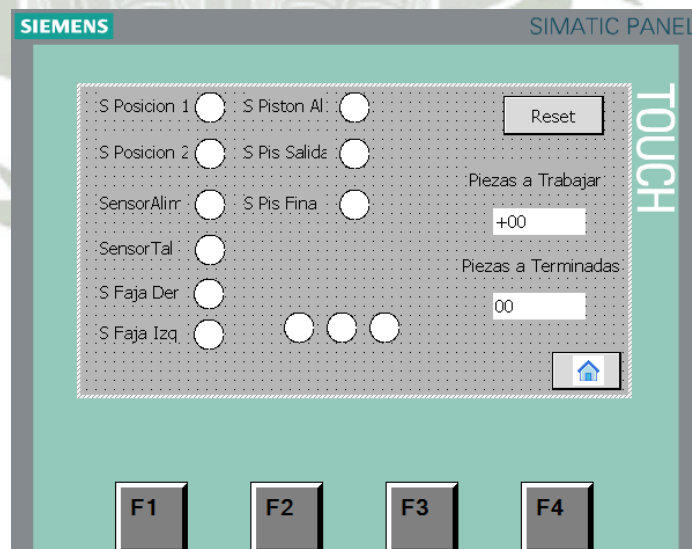 SIEMENS
SIMATIC PANEL
TOUCH
S Posicion 1
S Piston Al
Reset
S Posicion 2
S Pis Salida
Piezas a Trabajar
SensorAlim
S Pis Fina
+00
SensorTal
Piezas a Terminadas
S Faja Der
00
S Faja Izq
F1
F2
F3
F4